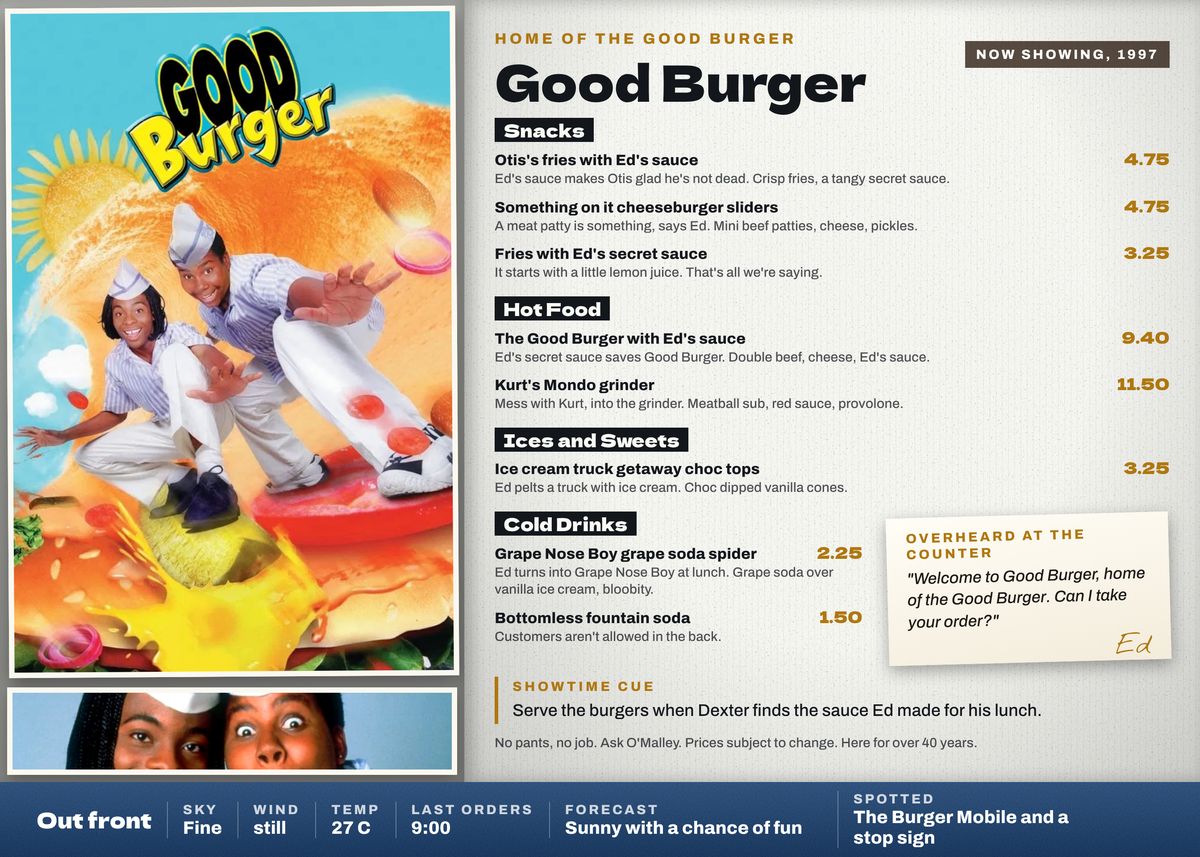 GOOD
Burger
HOME OF THE GOOD BURGER
NOW SHOWING, 1997
Good Burger
Snacks
Otis's fries with Ed's sauce 4.75
Ed's sauce makes Otis glad he's not dead. Crisp fries, a tangy secret sauce.
Something on it cheeseburger sliders 4.75
A meat patty is something, says Ed. Mini beef patties, cheese, pickles.
Fries with Ed's secret sauce 3.25
It starts with a little lemon juice. That's all we're saying.
Hot Food
The Good Burger with Ed's sauce 9.40
Ed's secret sauce saves Good Burger. Double beef, cheese, Ed's sauce.
Kurt's Mondo grinder 11.50
Mess with Kurt, into the grinder. Meatball sub, red sauce, provolone.
Ices and Sweets
Ice cream truck getaway choc tops 3.25
Ed pelts a truck with ice cream. Choc dipped vanilla cones.
Cold Drinks
Grape Nose Boy grape soda spider 2.25
Ed turns into Grape Nose Boy at lunch. Grape soda over
vanilla ice cream, bloobity.
Bottomless fountain soda 1.50
Customers aren't allowed in the back.
OVERHEARD AT THE
COUNTER
"Welcome to Good Burger, home
of the Good Burger. Can I take
your order?"
Ed
SHOWTIME CUE
Serve the burgers when Dexter finds the sauce Ed made for his lunch.
No pants, no job. Ask O'Malley. Prices subject to change. Here for over 40 years.
Out front
SKY
Fine
WIND
still
TEMP
27 C
LAST ORDERS
9:00
FORECAST
Sunny with a chance of fun
SPOTTED
The Burger Mobile and a
stop sign